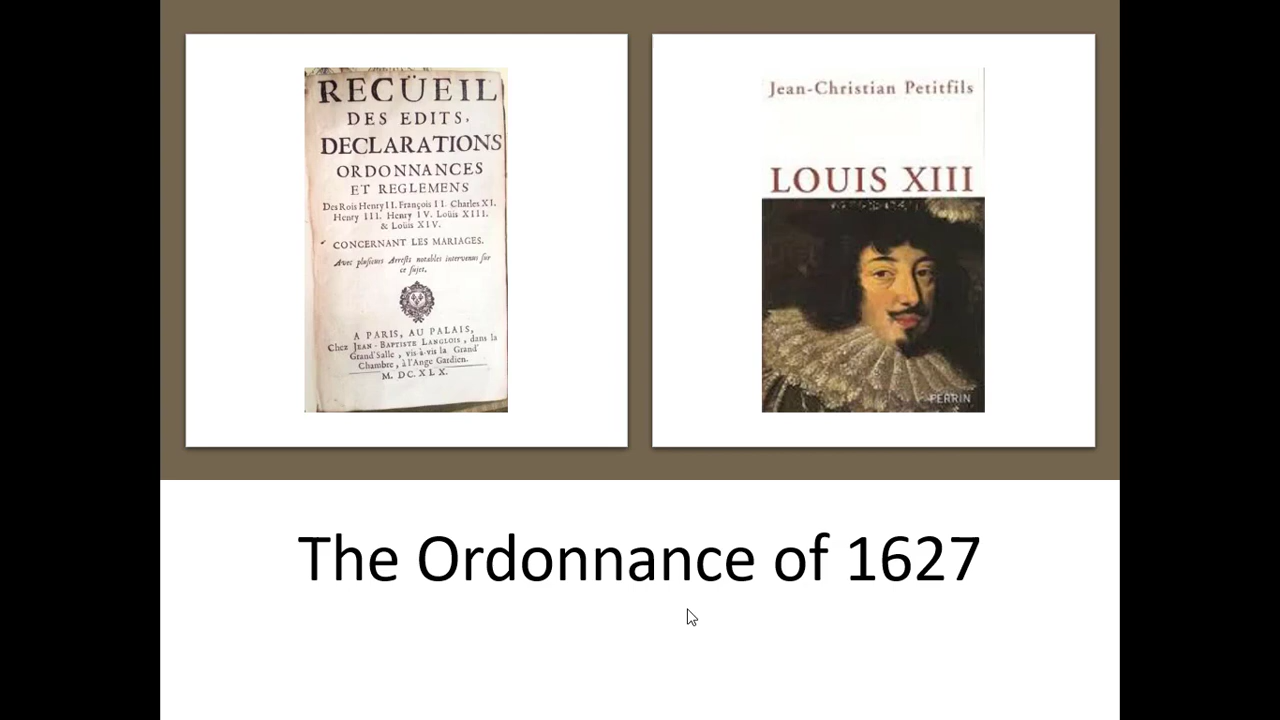 RECÜEIL
DES EDITS,
DECLARATIONS
ORDONNANCES
ET REGLEMENS
Des Rois Henry II. François II. Charles XI.
Henry III. Henry IV. Loüis XIII.
& Loüis XIV.
CONCERNANT LES MARIAGES.
Avec plusieurs Arrests notables intervenus sur
ce sujet.
A PARIS, AU PALAIS,
Chez JEAN-BAPTISTE LANGLOIS, dans la
Grand'Salle, vis-à-vis la Grand'
Chambre, à l'Ange Gardien.
M. DC. XLX.
Jean-Christian Petitfils
LOUIS XIII
PERRIN
The Ordonnance of 1627